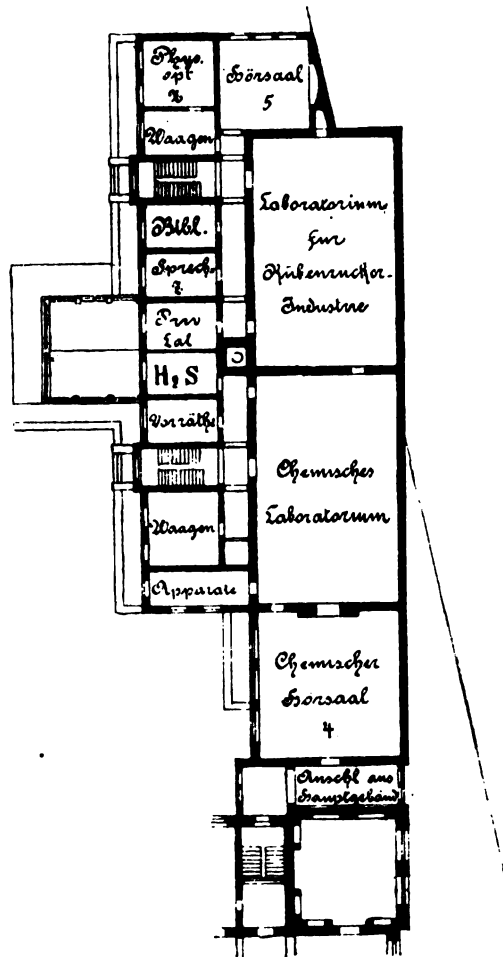 Phys.
opt
Z
Hörsaal
5
Waagen
Bibl.
Sprech.
Z.
Laboratorium
für
Rübenzucker-
Industrie
Priv
Lab
H₂S
Vorräthe
Chemisches
Laboratorium
Waagen
Apparate
Chemischer
Hörsaal
4
Anschl ans
Hauptgebäud